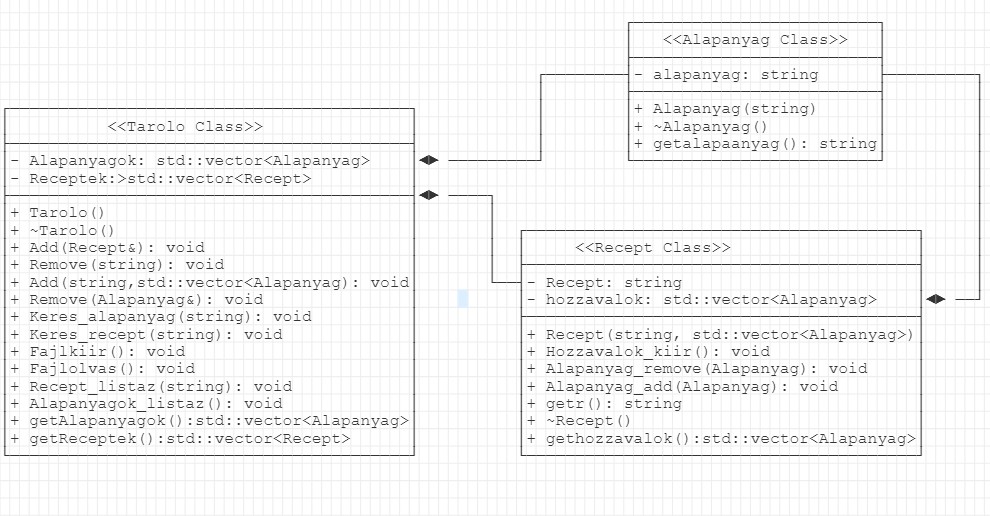 <<Alapanyag Class>>
- alapanyag: string
+ Alapanyag(string)
+ ~Alapanyag()
+ getalapaanyag(): string
<<Tarolo Class>>
- Alapanyagok: std::vector<Alapanyag>
- Receptek:>std::vector<Recept>
+ Tarolo()
+ ~Tarolo()
+ Add(Recept&): void
+ Remove(string): void
+ Add(string,std::vector<Alapanyag): void
+ Remove(Alapanyag&): void
+ Keres_alapanyag(string): void
+ Keres_recept(string): void
+ Fajlkiir(): void
+ Fajlolvas(): void
+ Recept_listaz(string): void
+ Alapanyagok_listaz(): void
+ getAlapanyagok():std::vector<Alapanyag>
+ getReceptek():std::vector<Recept>
<<Recept Class>>
- Recept: string
- hozzavalok: std::vector<Alapanyag>
+ Recept(string, std::vector<Alapanyag>)
+ Hozzavalok_kiir(): void
+ Alapanyag_remove(Alapanyag): void
+ Alapanyag_add(Alapanyag): void
+ getr(): string
+ ~Recept()
+ gethozzavalok():std::vector<Alapanyag>